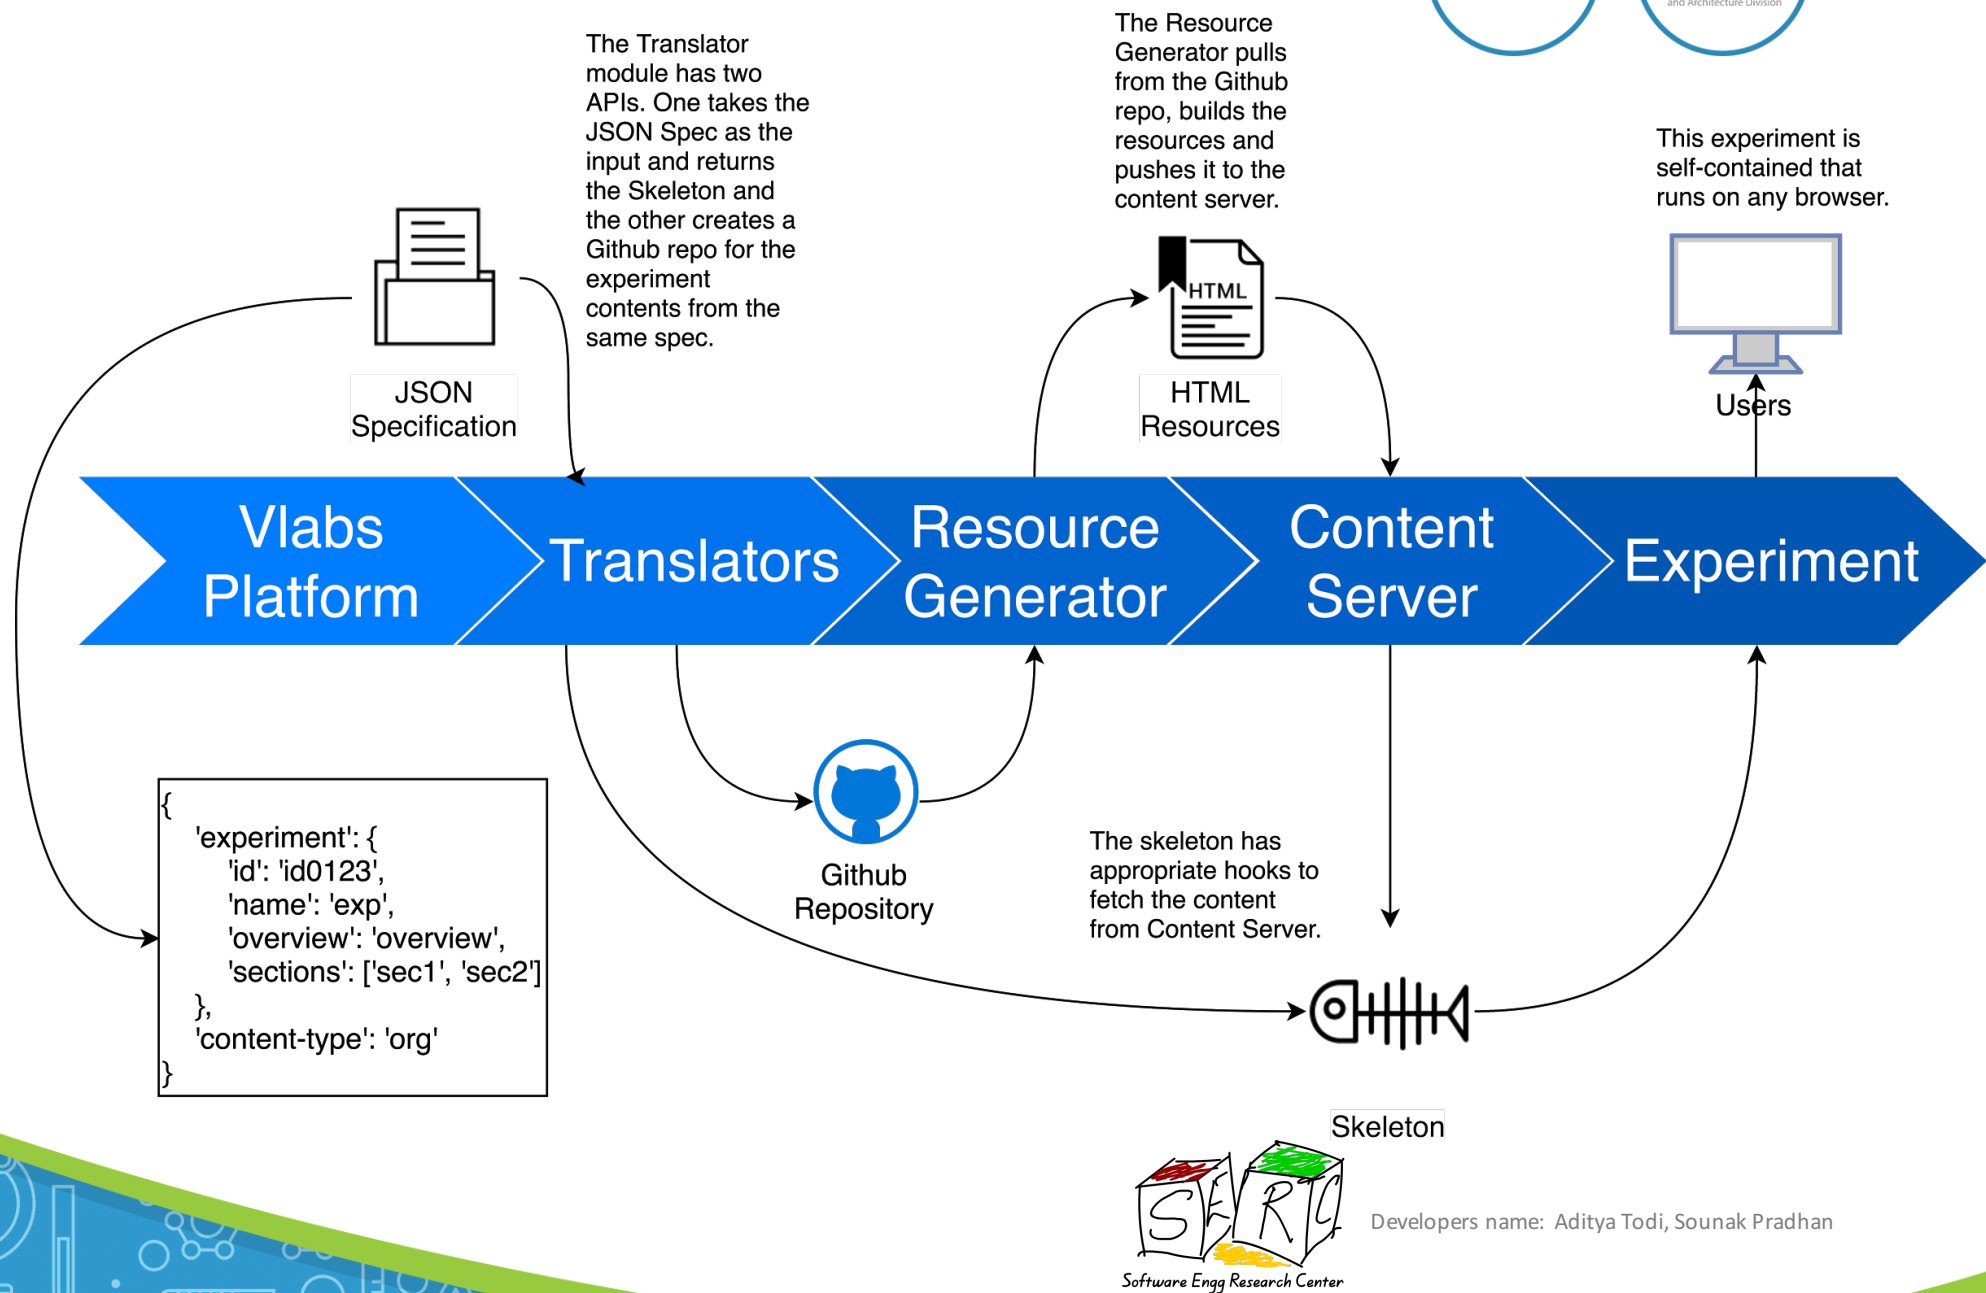 and Architecture Division
The Resource
Generator pulls
from the Github
repo, builds the
resources and
pushes it to the
content server.
The Translator
module has two
APIs. One takes the
JSON Spec as the
input and returns
the Skeleton and
the other creates a
Github repo for the
experiment
contents from the
same spec.
This experiment is
self-contained that
runs on any browser.
HTML
JSON
Specification
HTML
Resources
Users
Vlabs
Platform
Translators
Resource
Generator
Content
Server
Experiment
{
'experiment': {
'id': 'id0123',
'name': 'exp',
'overview': 'overview',
'sections': ['sec1', 'sec2']
},
'content-type': 'org'
}
Github
Repository
The skeleton has
appropriate hooks to
fetch the content
from Content Server.
Skeleton
SERC
Software Engg Research Center
Developers name: Aditya Todi, Sounak Pradhan